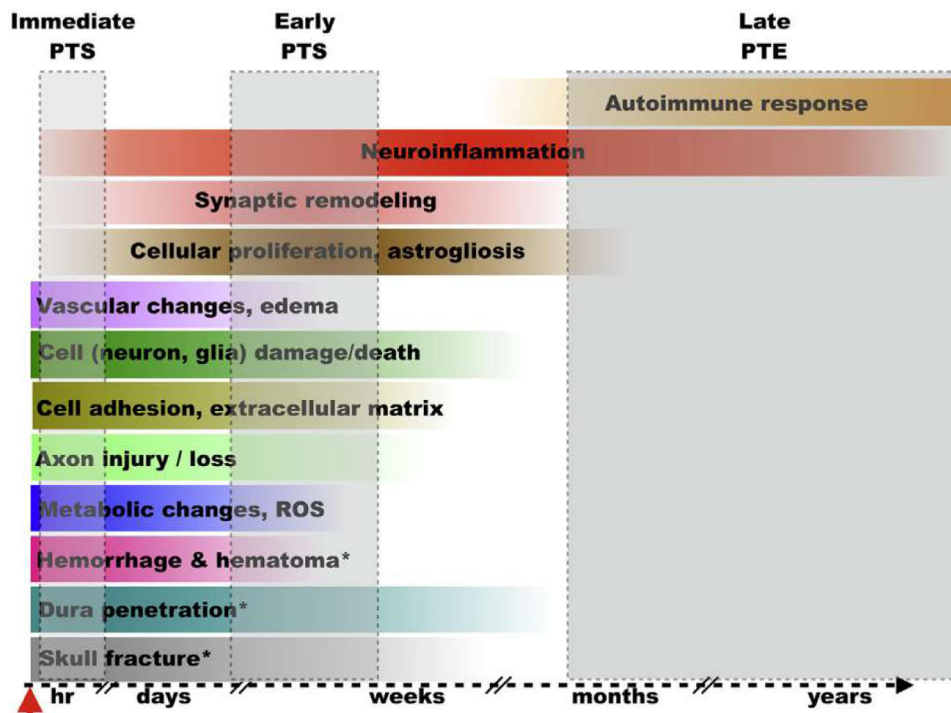 Immediate Early Late
PTS PTS PTE
Autoimmune response
Neuroinflammation
Synaptic remodeling
Cellular proliferation, astrogliosis
Vascular changes, edema
Cell (neuron, glia) damage/death
Cell adhesion, extracellular matrix
Axon injury / loss
Metabolic changes, ROS
Hemorrhage & hematoma*
Dura penetration*
Skull fracture*
hr days weeks months years